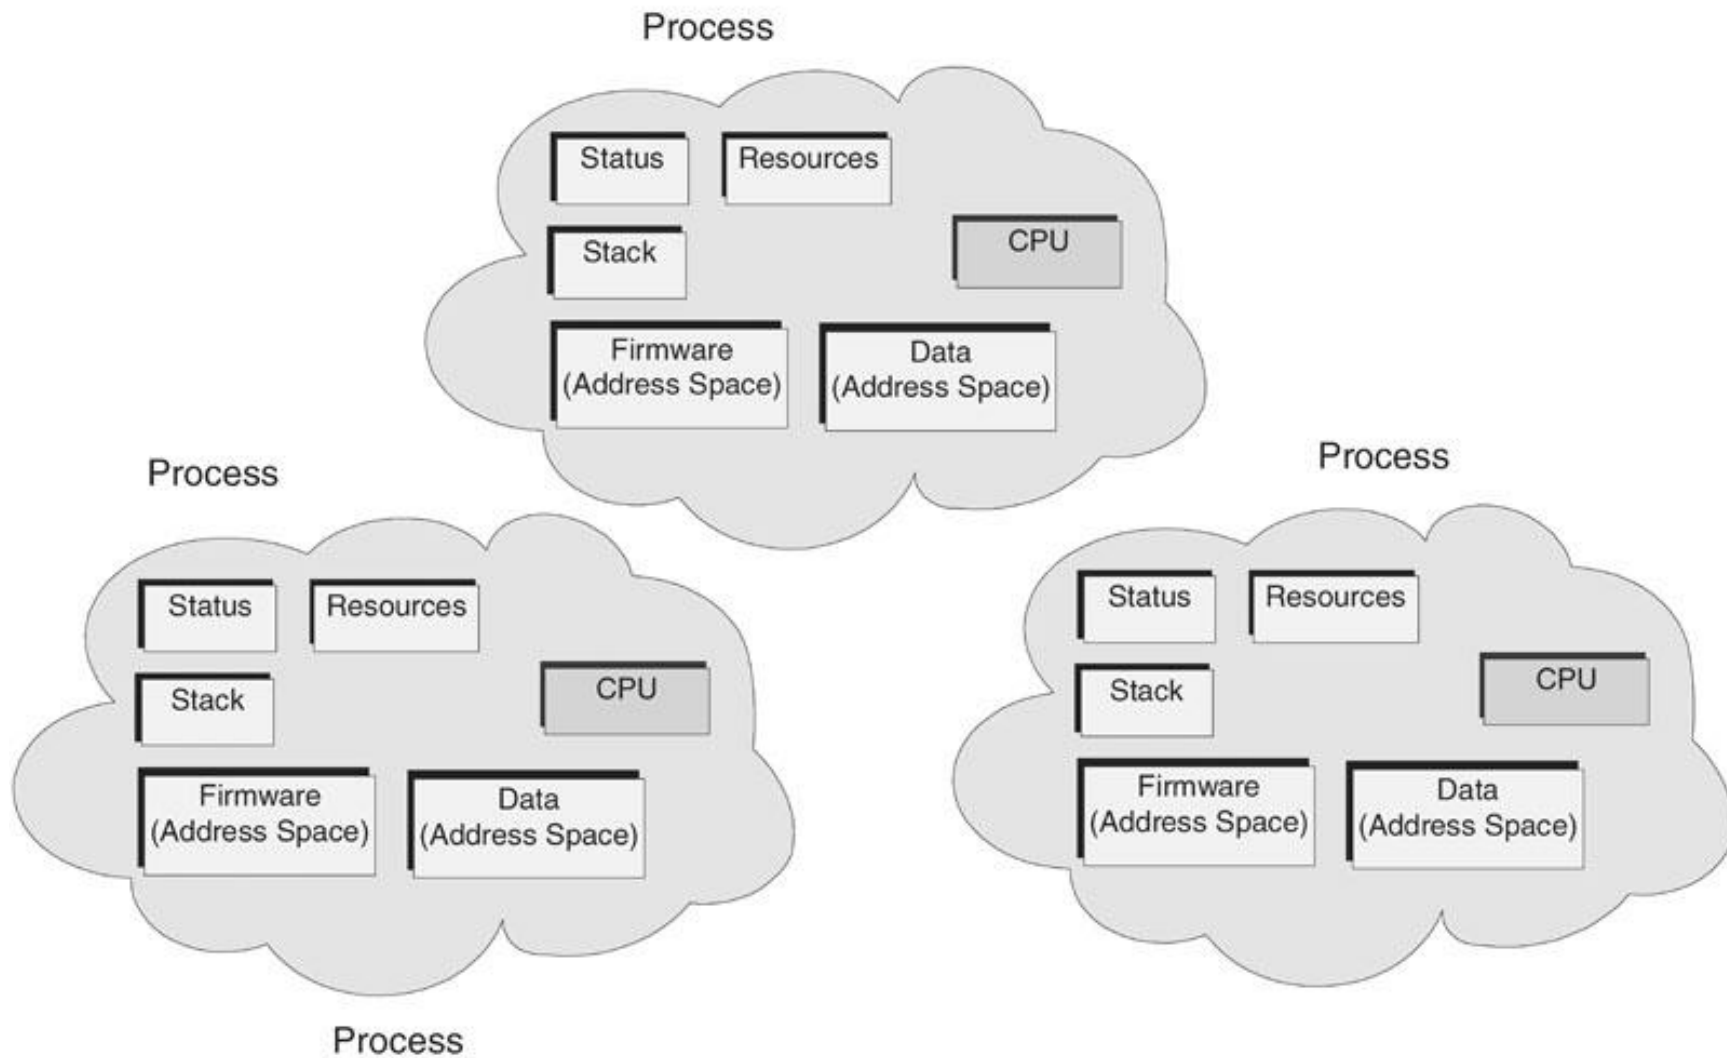 Process
Status
Resources
Stack
CPU
Firmware
(Address Space)
Data
(Address Space)
Process
Status
Resources
Stack
CPU
Firmware
(Address Space)
Data
(Address Space)
Process
Process
Status
Resources
Stack
CPU
Firmware
(Address Space)
Data
(Address Space)